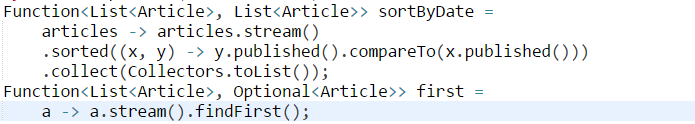 Function<List<Article>, List<Article>> sortByDate =
articles -> articles.stream()
.sorted((x, y) -> y.published().compareTo(x.published()))
.collect(Collectors.toList());
Function<List<Article>, Optional<Article>> first =
a -> a.stream().findFirst();